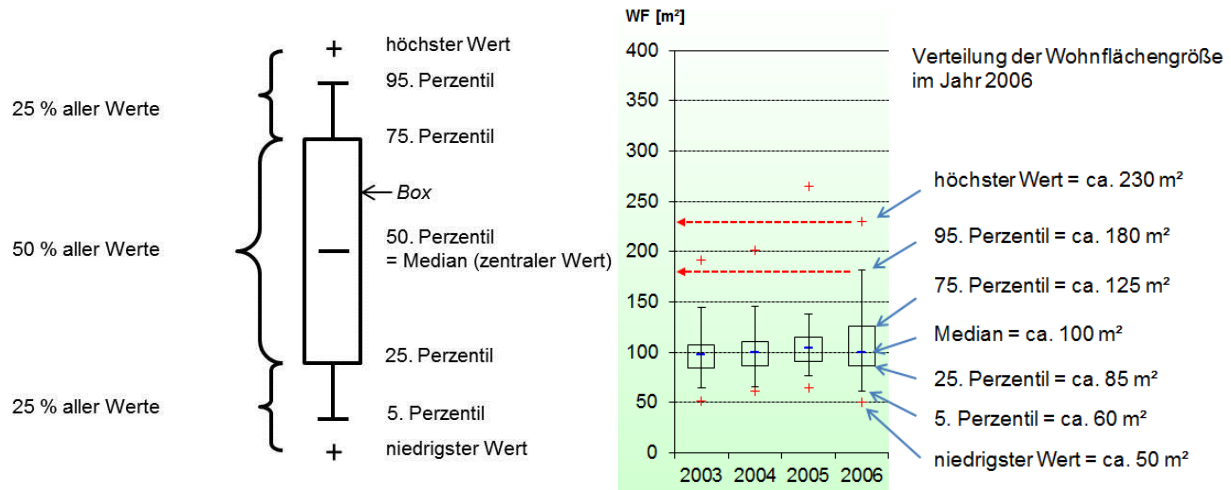 höchster Wert
95. Perzentil
25 % aller Werte
75. Perzentil
Box
50 % aller Werte
50. Perzentil
= Median (zentraler Wert)
25. Perzentil
25 % aller Werte
5. Perzentil
niedrigster Wert
WF [m²]
400
350
300
250
200
150
100
50
0
2003 2004 2005 2006
Verteilung der Wohnflächengröße
im Jahr 2006
höchster Wert = ca. 230 m²
95. Perzentil = ca. 180 m²
75. Perzentil = ca. 125 m²
Median = ca. 100 m²
25. Perzentil = ca. 85 m²
5. Perzentil = ca. 60 m²
niedrigster Wert = ca. 50 m²